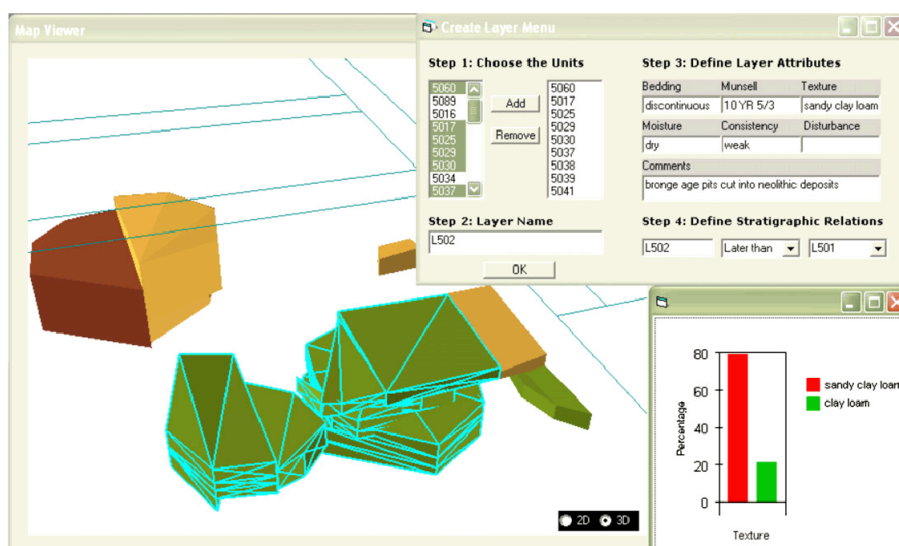 Map Viewer
Create Layer Menu
Step 1: Choose the Units
5060
5089
5016
5017
5025
5029
5030
5034
5037
Add
Remove
5060
5017
5025
5029
5030
5037
5038
5039
5041
Step 2: Layer Name
L502
OK
Step 3: Define Layer Attributes
Bedding Munsell Texture
discontinuous 10 YR 5/3 sandy clay loam
Moisture Consistency Disturbance
dry weak
Comments
bronge age pits cut into neolithic deposits
Step 4: Define Stratigraphic Relations
L502 Later than L501
2D 3D
80
60
40
20
0
Percentage
Texture
sandy clay loam
clay loam